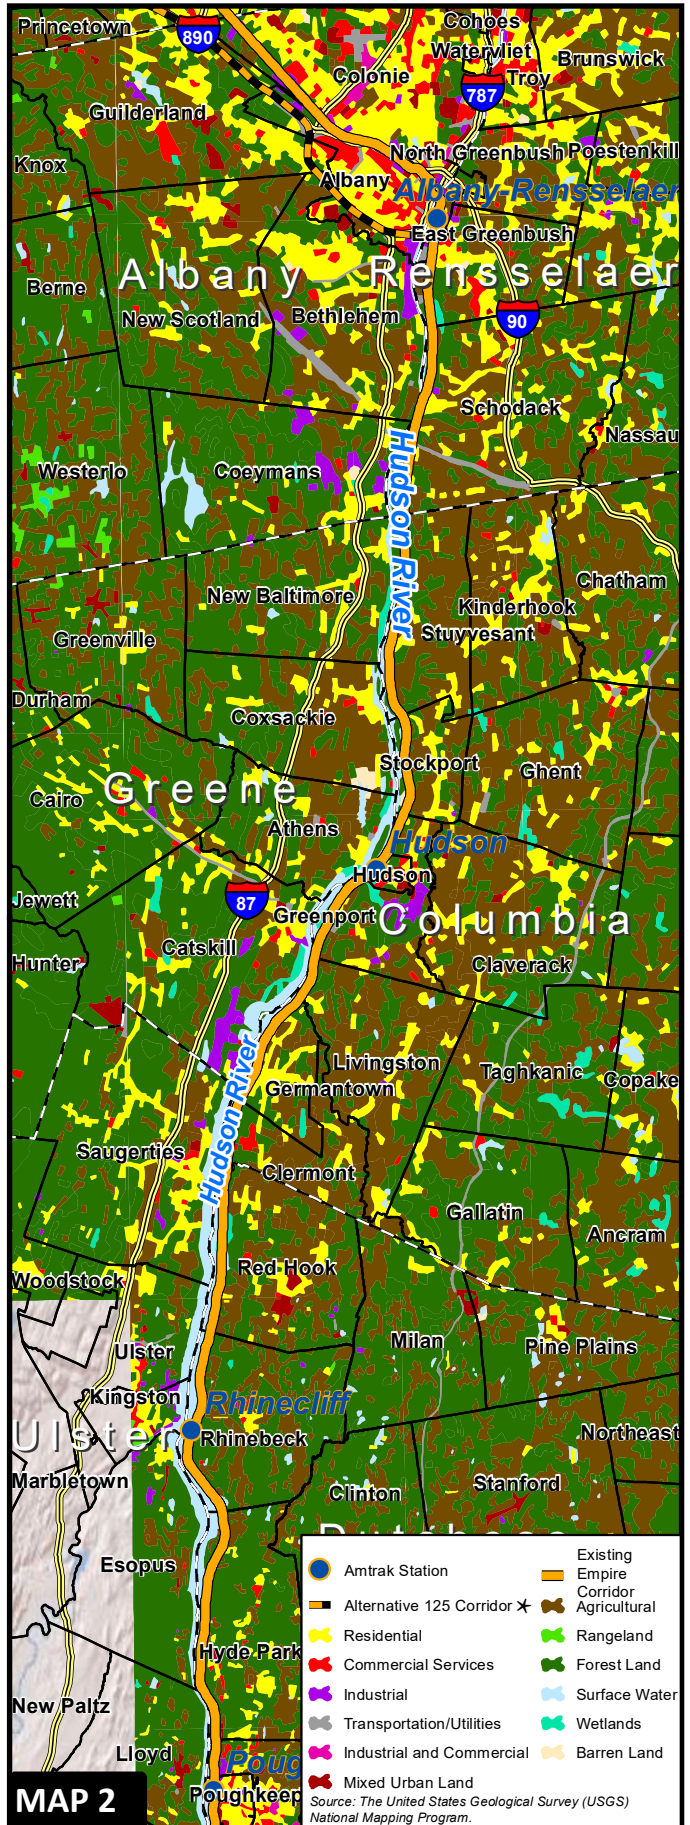 Princetown
890
Cohoes
Watervliet
Brunswick
Colonie
Troy
787
Guilderland
North Greenbush
Poestenkill
Knox
Albany
Albany-Rensselaer
East Greenbush
Albany
Rensselaer
Berne
New Scotland
Bethlehem
90
Schodack
Nassau
Hudson River
Westerlo
Coeymans
Chatham
New Baltimore
Kinderhook
Stuyvesant
Greenville
Durham
Coxsackie
Stockport
Ghent
Greene
Cairo
Athens
Hudson
Hudson
Jewett
87
Greenport
Columbia
Catskill
Hunter
Claverack
Hudson River
Livingston
Taghkanic
Copake
Germantown
Saugerties
Clermont
Gallatin
Ancram
Red Hook
Woodstock
Milan
Pine Plains
Ulster
Kingston
Rhinecliff
Ulster
Rhinebeck
Northeast
Marbletown
Stanford
Clinton
Dutchess
Esopus
Hyde Park
New Paltz
Lloyd
Poug
Poughkeep
MAP 2
Amtrak Station
Existing
Empire
Corridor
Alternative 125 Corridor
Agricultural
Residential
Rangeland
Commercial Services
Forest Land
Industrial
Surface Water
Transportation/Utilities
Wetlands
Industrial and Commercial
Barren Land
Mixed Urban Land
Source: The United States Geological Survey (USGS)
National Mapping Program.